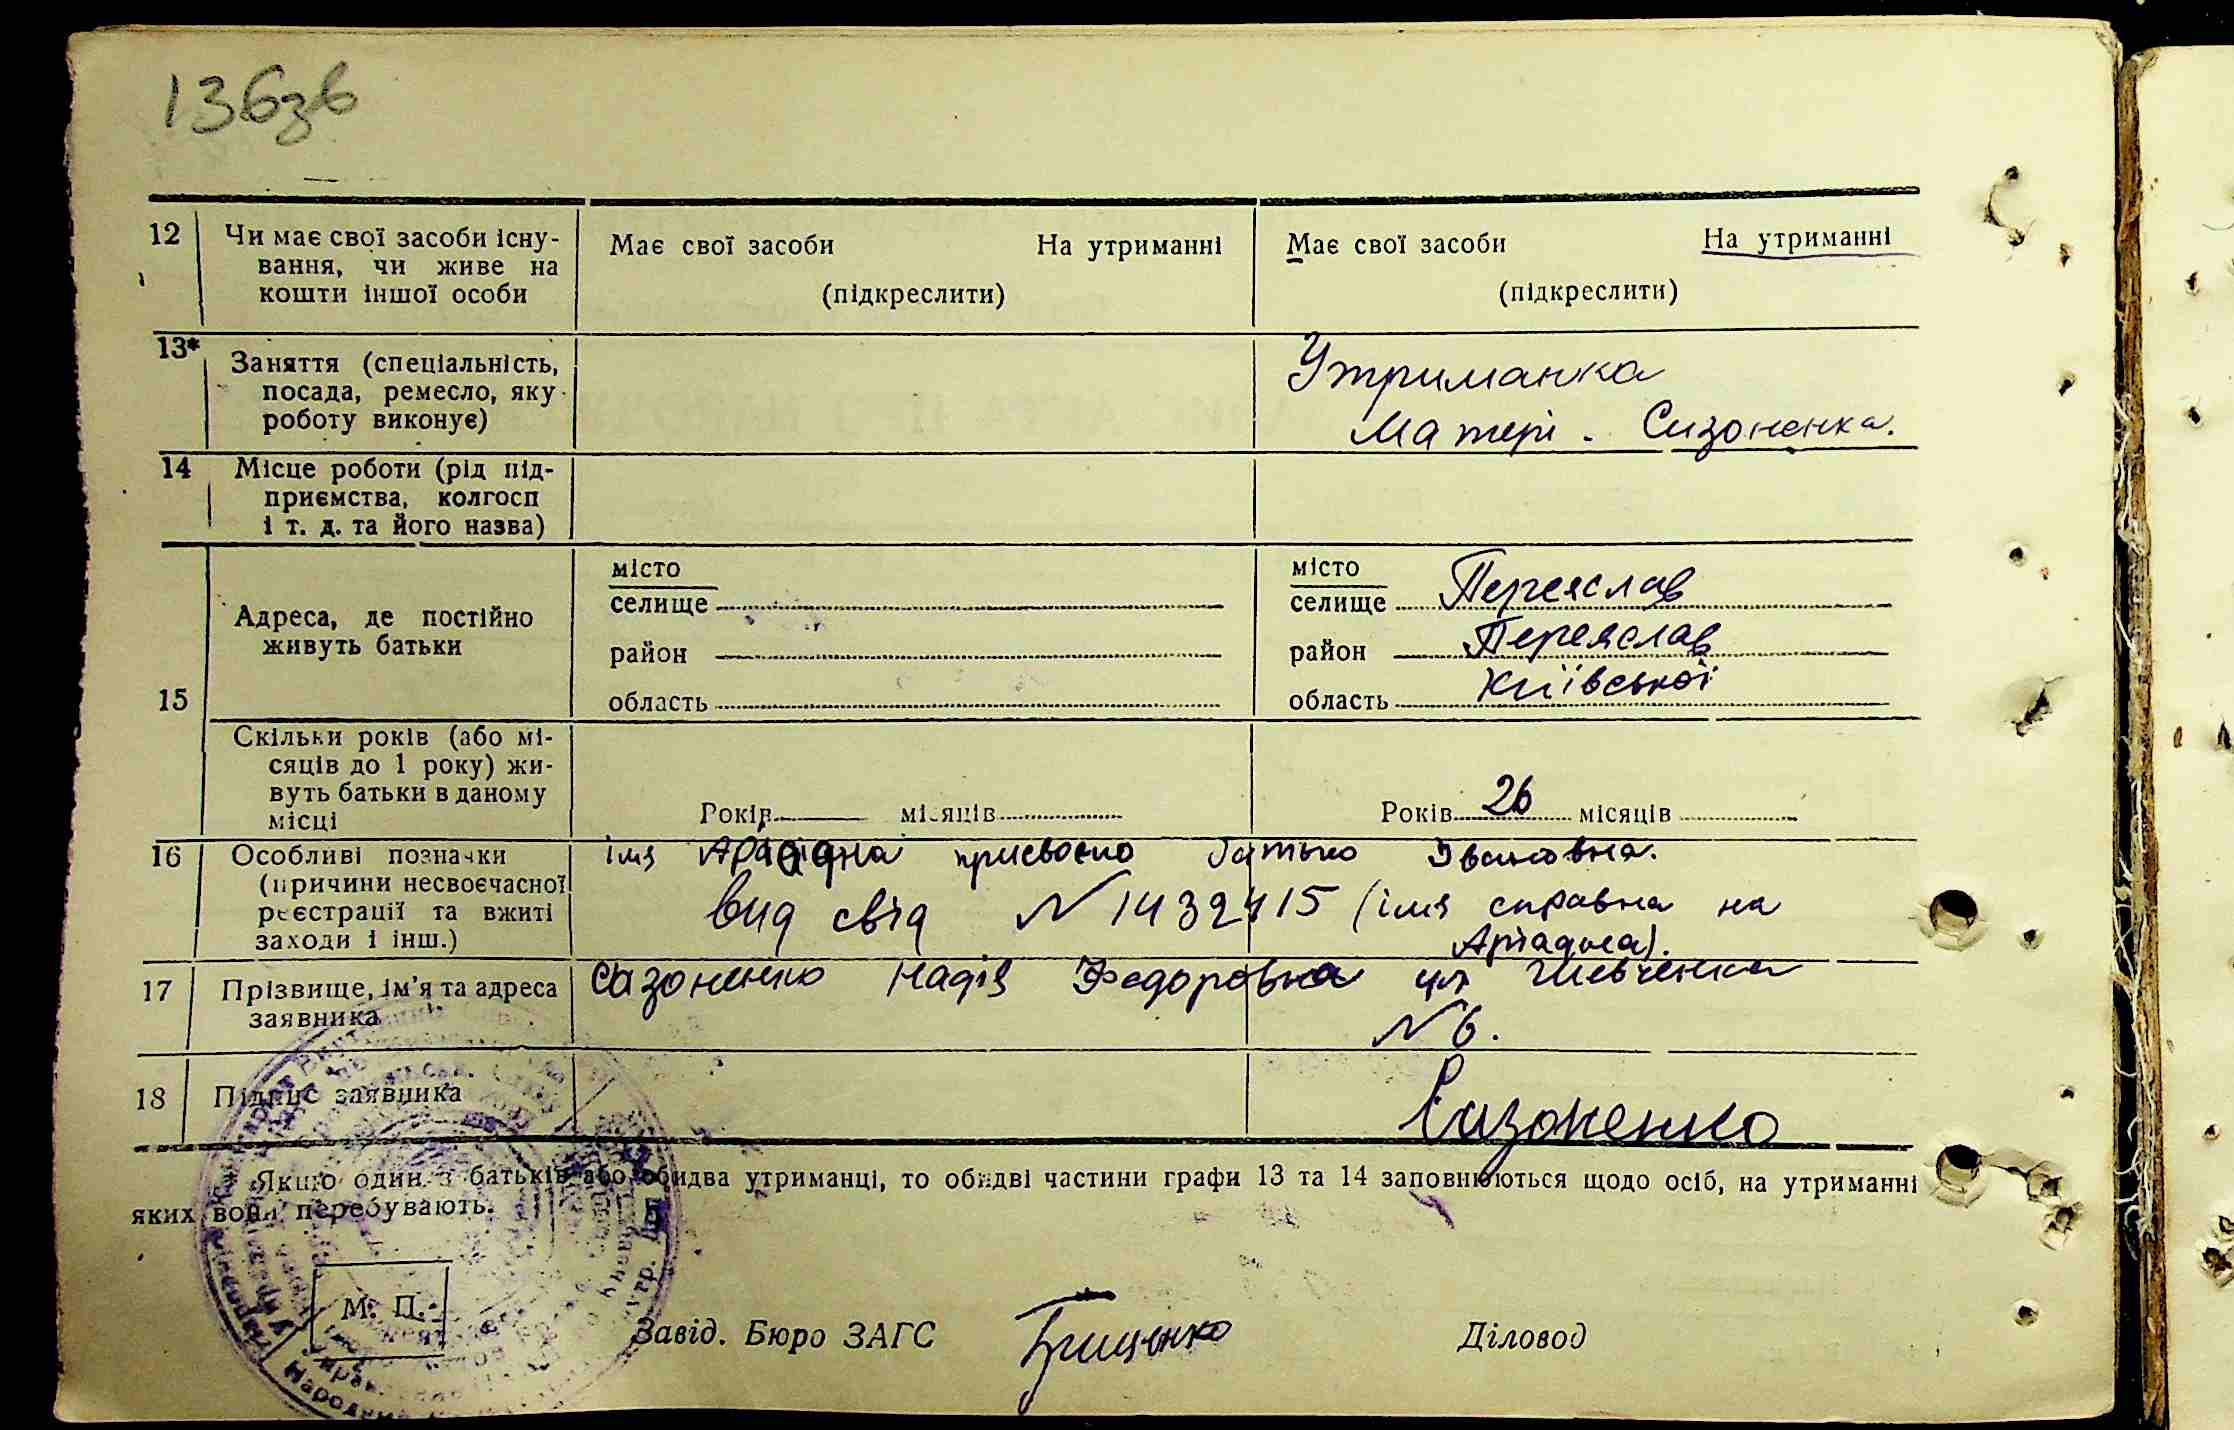 136зв
12 Чи має свої засоби існу- Має свої засоби На утриманні Має свої засоби На утриманні
вання, чи живе на
кошти іншої особи (підкреслити) (підкреслити)
13* Заняття (спеціальність, Утриманка
посада, ремесло, яку
роботу виконує) Матері. Сизоненка.
14 Місце роботи (рід під-
приємства, колгосп
і т. д. та його назва)
15
Адреса, де постійно
живуть батьки
місто місто
селище селище Переяслав
район район Переяслав
область область Київської
Скільки років (або мі-
сяців до 1 року) жи-
вуть батьки в даному
місці
Років місяців Років 26 місяців
16 Особливі позначки імя присвоєно батько Івановна.
(причини несвоєчасної
реєстрації та вжиті вид свід N 1432415 (імя справна на
заходи і інш.) Аріадна).
17 Прізвище, ім'я та адреса Сазоненко Надія Федоровна ул Шевченка
заявника N 6.
18 Підпис заявника Сизоненко
Якщо один з батьків або обидва утриманці, то обидві частини графи 13 та 14 заповнюються щодо осіб, на утриманні
яких вони перебувають.
М. П.
Завід. Бюро ЗАГС Грищенко Діловод